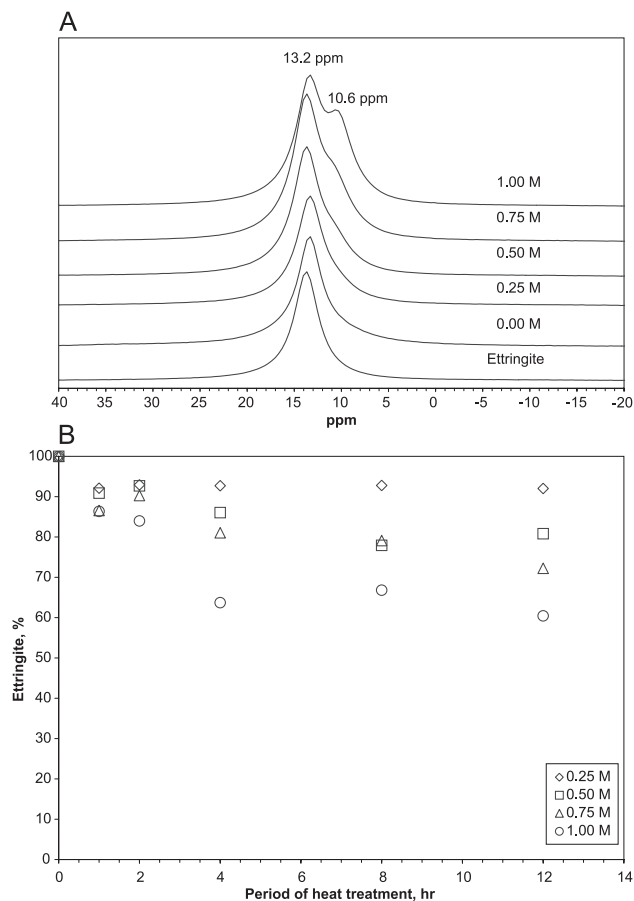 A
13.2 ppm
10.6 ppm
1.00 M
0.75 M
0.50 M
0.25 M
0.00 M
Ettringite
40 35 30 25 20 15 10 5 0 -5 -10 -15 -20
ppm
B
100
90
80
70
60
50
40
30
20
10
0
Ettringite, %
0.25 M
0.50 M
0.75 M
1.00 M
0 2 4 6 8 10 12 14
Period of heat treatment, hr